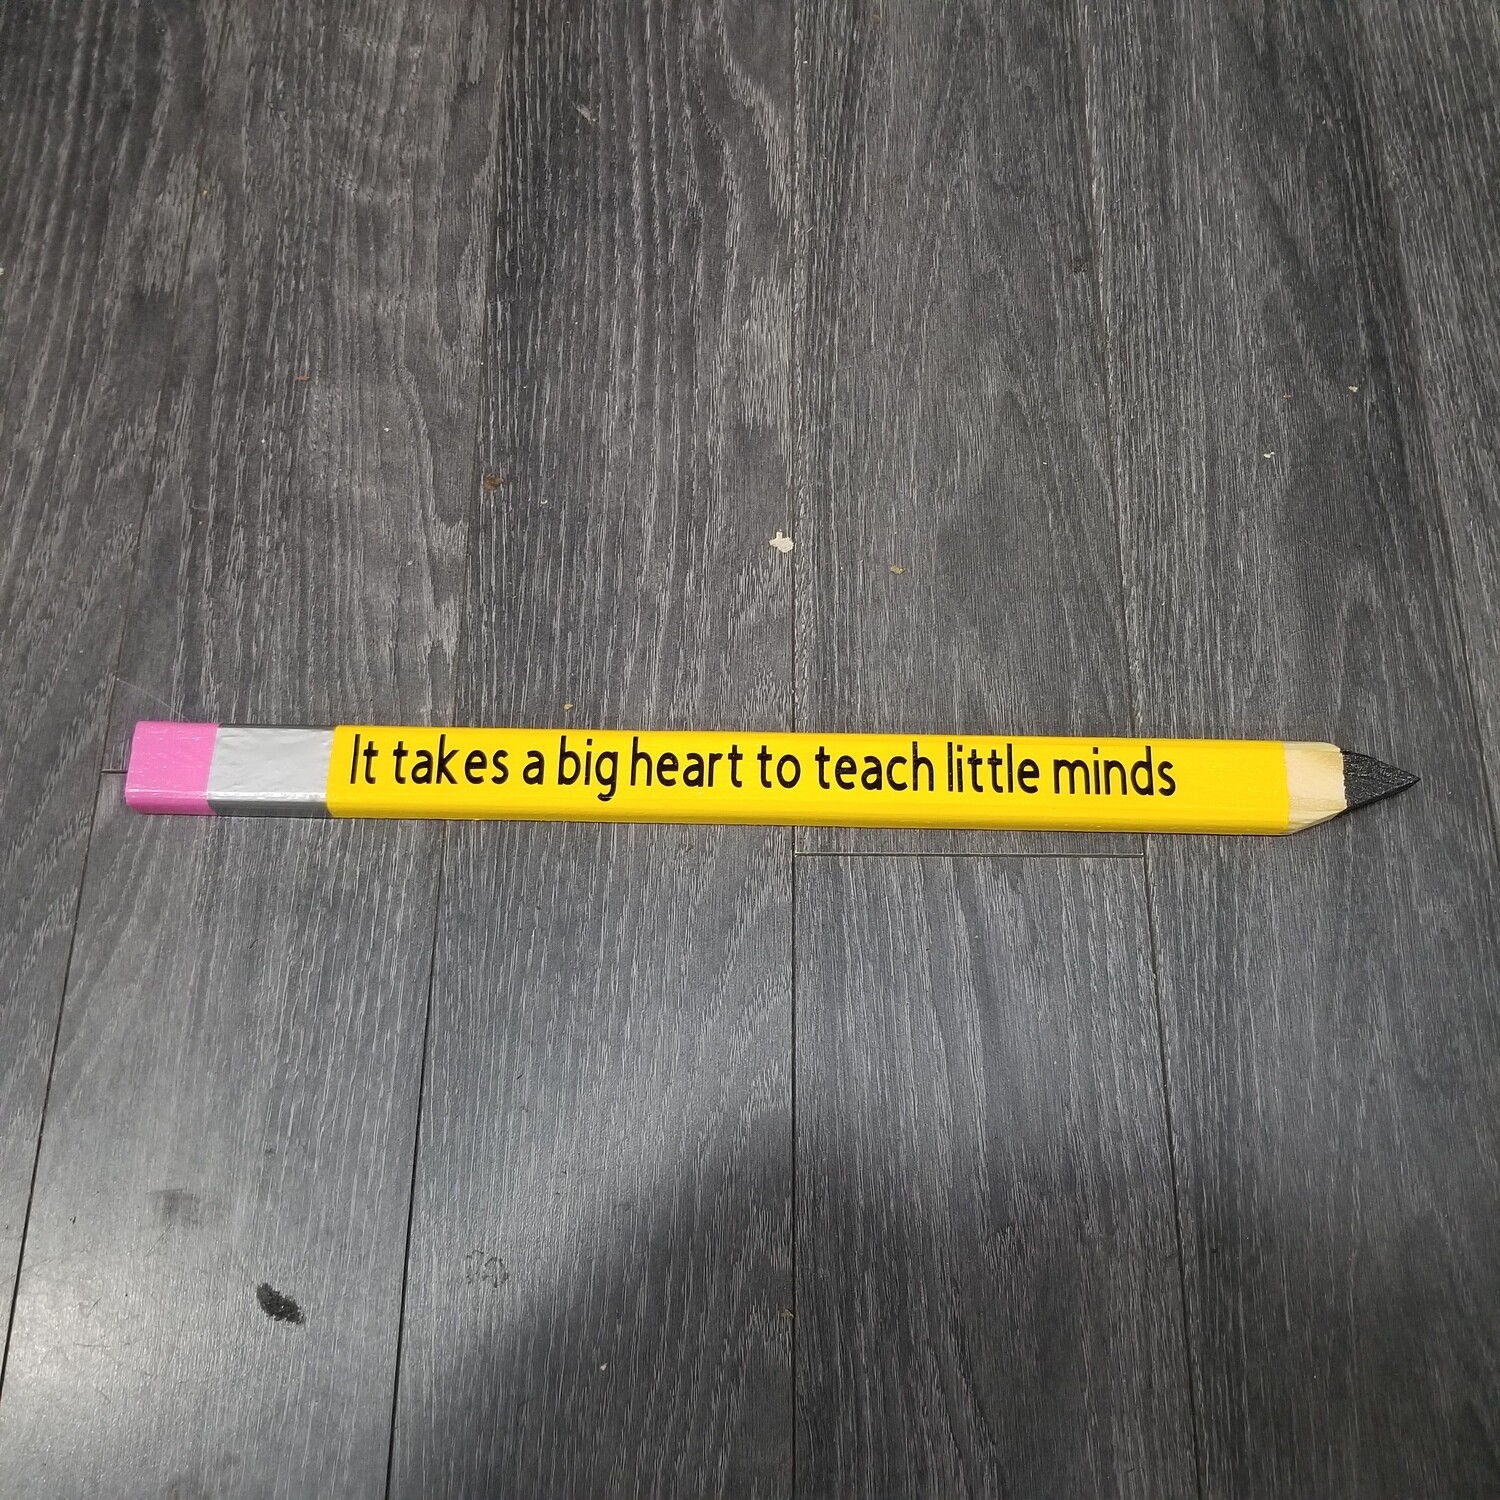 It takes a big heart to teach little minds